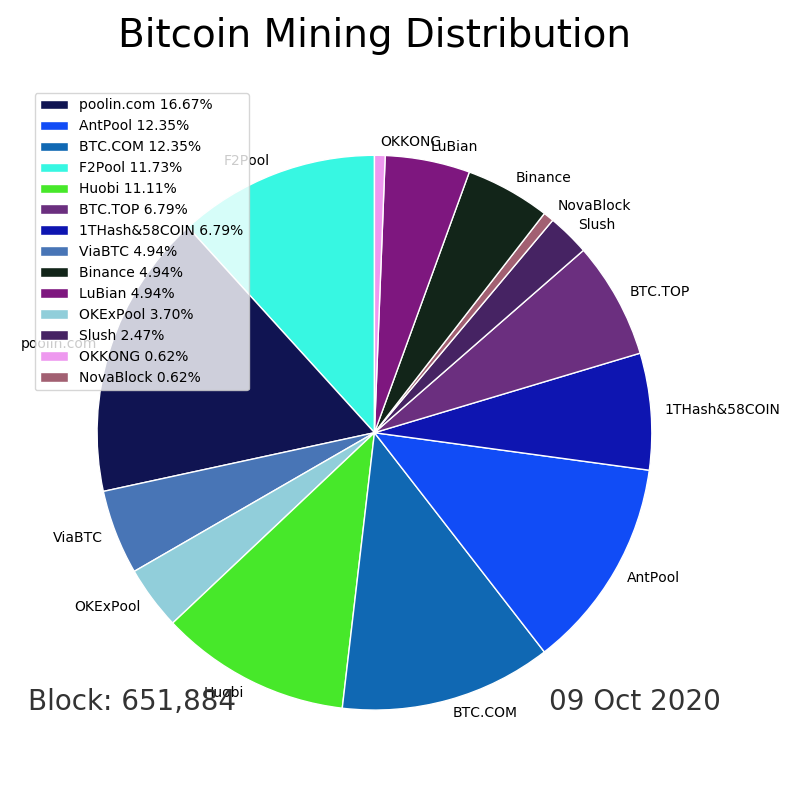 Bitcoin Mining Distribution
poolin.com 16.67%
AntPool 12.35%
BTC.COM 12.35%
F2Pool 11.73%
Huobi 11.11%
BTC.TOP 6.79%
1THash&58COIN 6.79%
ViaBTC 4.94%
Binance 4.94%
LuBian 4.94%
OKExPool 3.70%
Slush 2.47%
OKKONG 0.62%
NovaBlock 0.62%
OKKONG
LuBian
Binance
NovaBlock
Slush
BTC.TOP
1THash&58COIN
AntPool
BTC.COM
Huobi
OKExPool
ViaBTC
poolin.com
F2Pool
Block: 651,884
09 Oct 2020